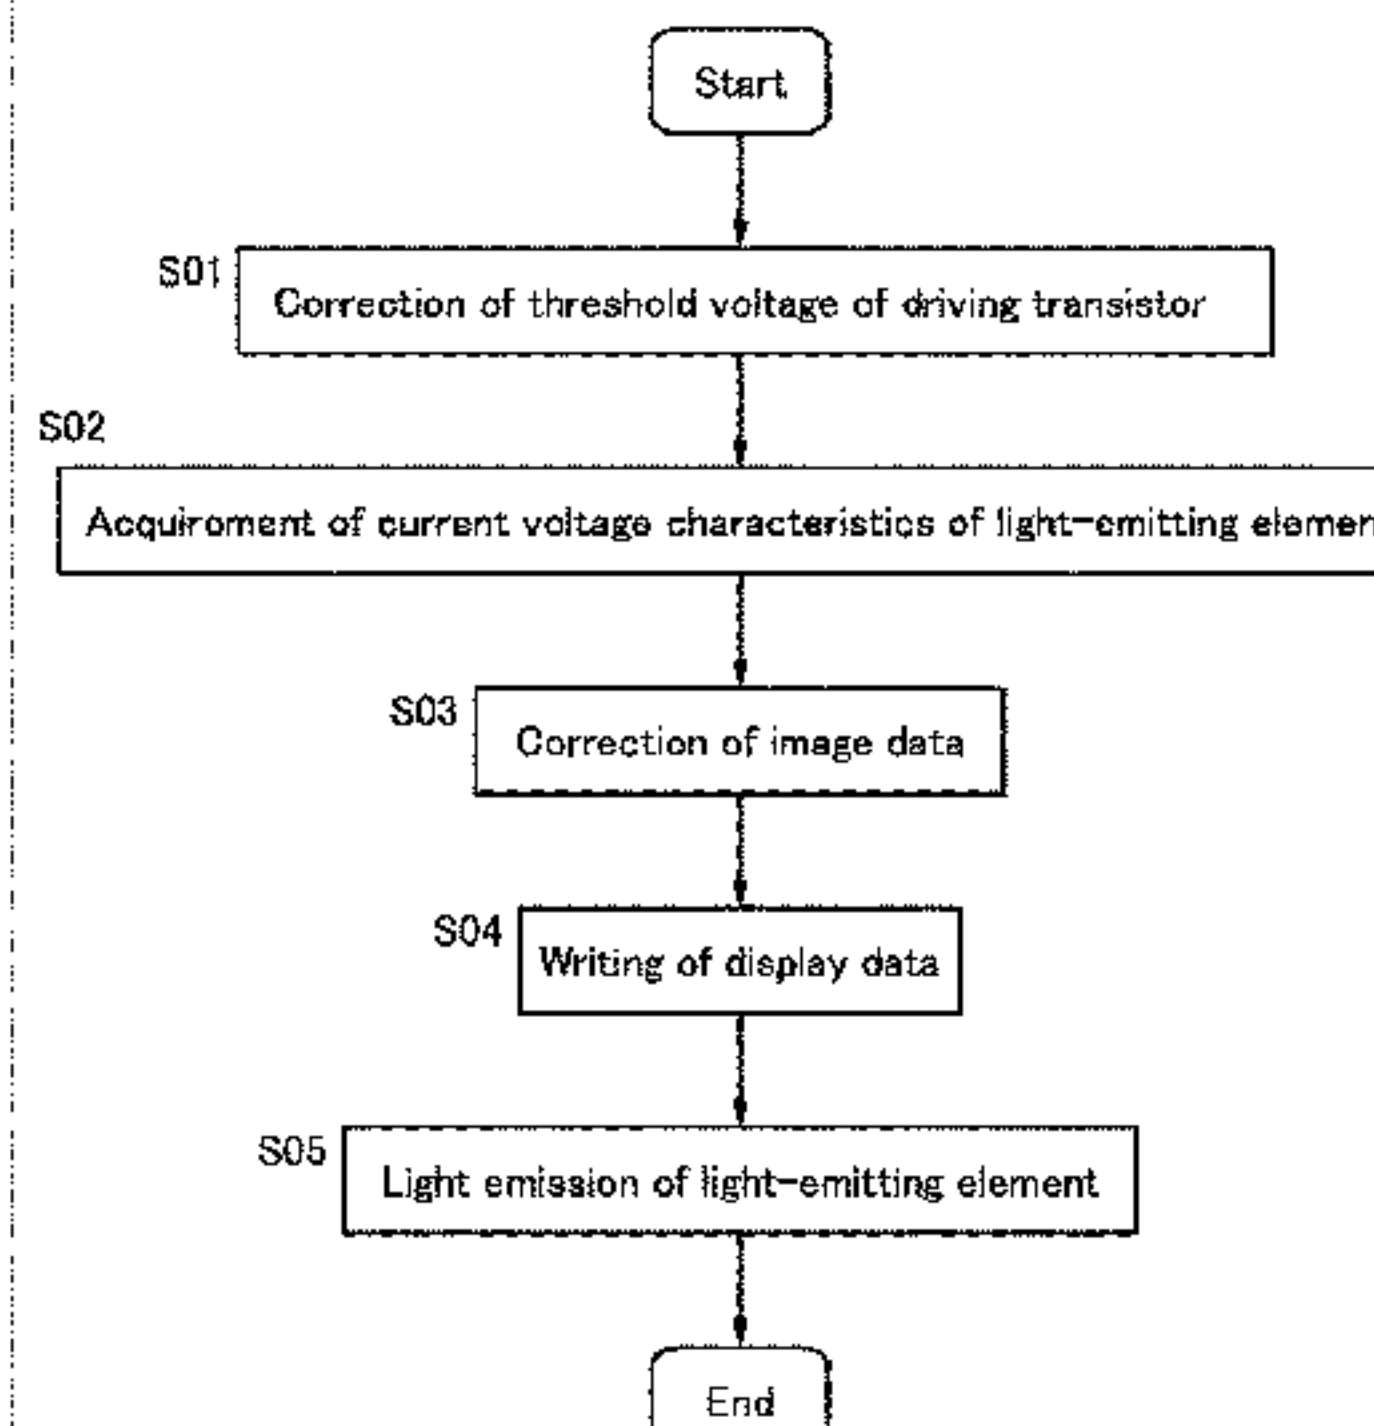 Start
S01
Correction of threshold voltage of driving transistor
S02
Acquiroment of current voltage characteristics of light-emitting elemen
S03
Correction of image data
S04
Writing of display data
S05
Light emission of light-emitting element
End